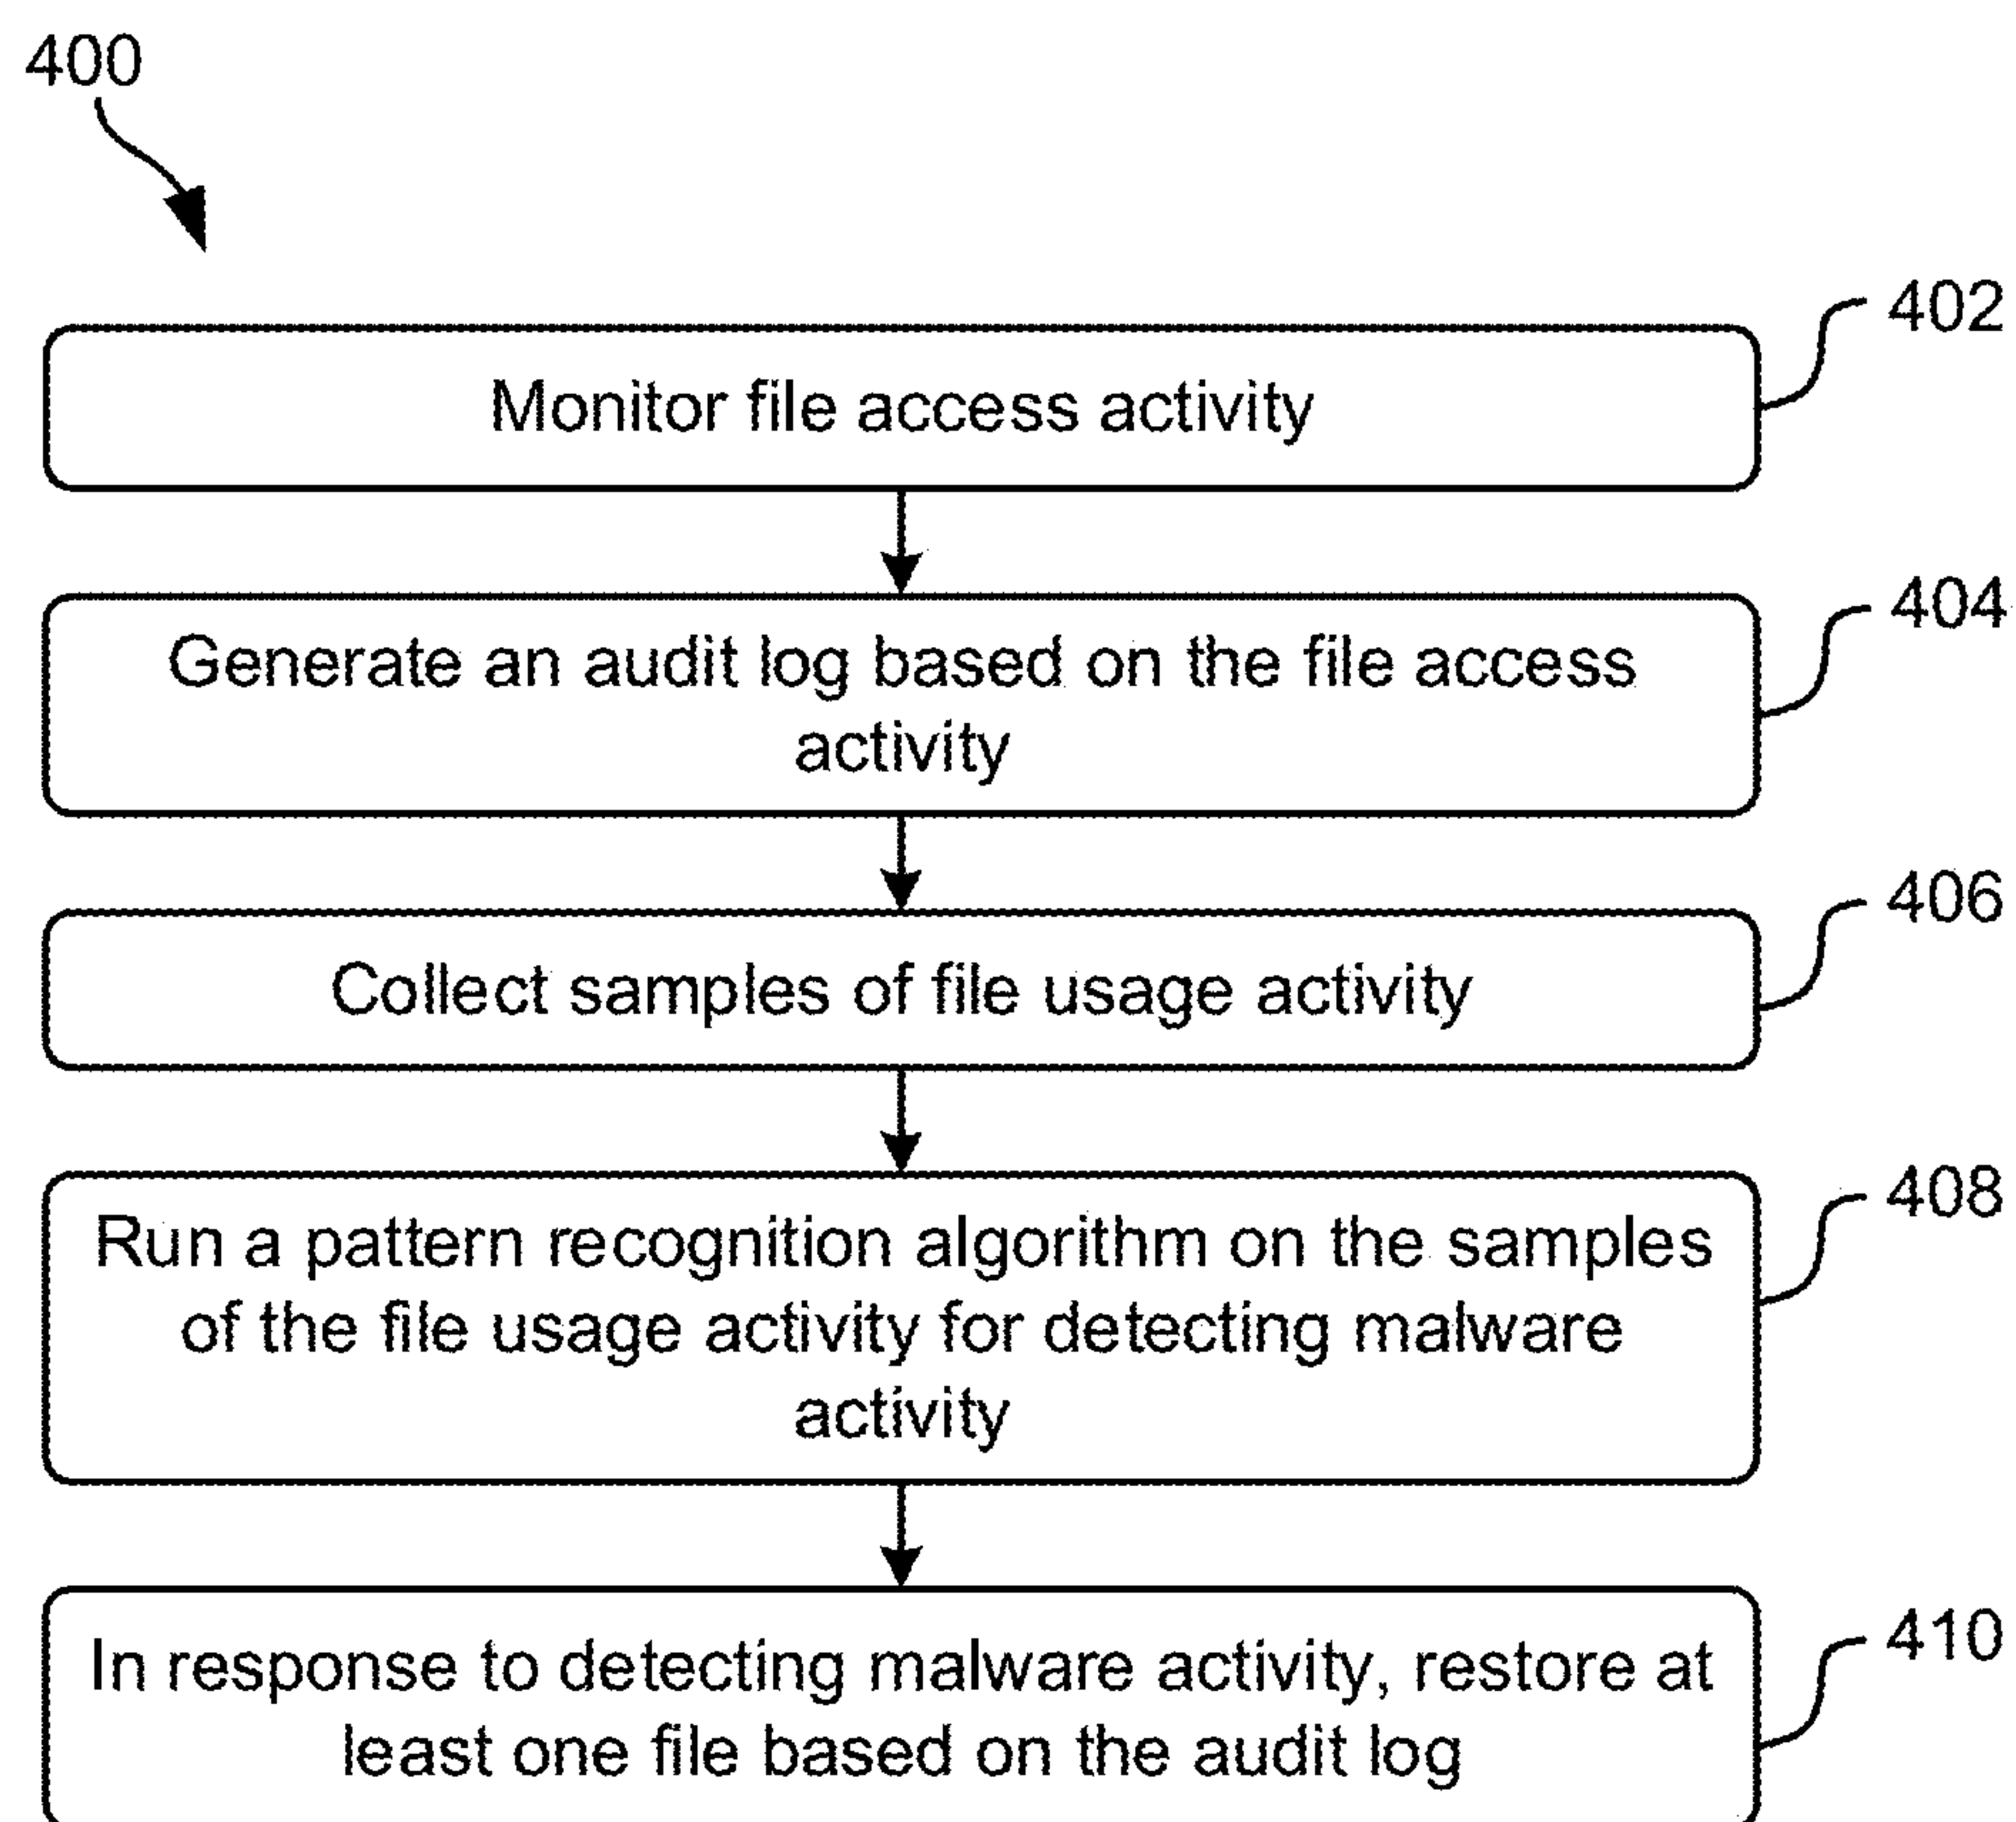 400
402
Monitor file access activity
404
Generate an audit log based on the file access
activity
406
Collect samples of file usage activity
408
Run a pattern recognition algorithm on the samples
of the file usage activity for detecting malware
activity
410
In response to detecting malware activity, restore at
least one file based on the audit log